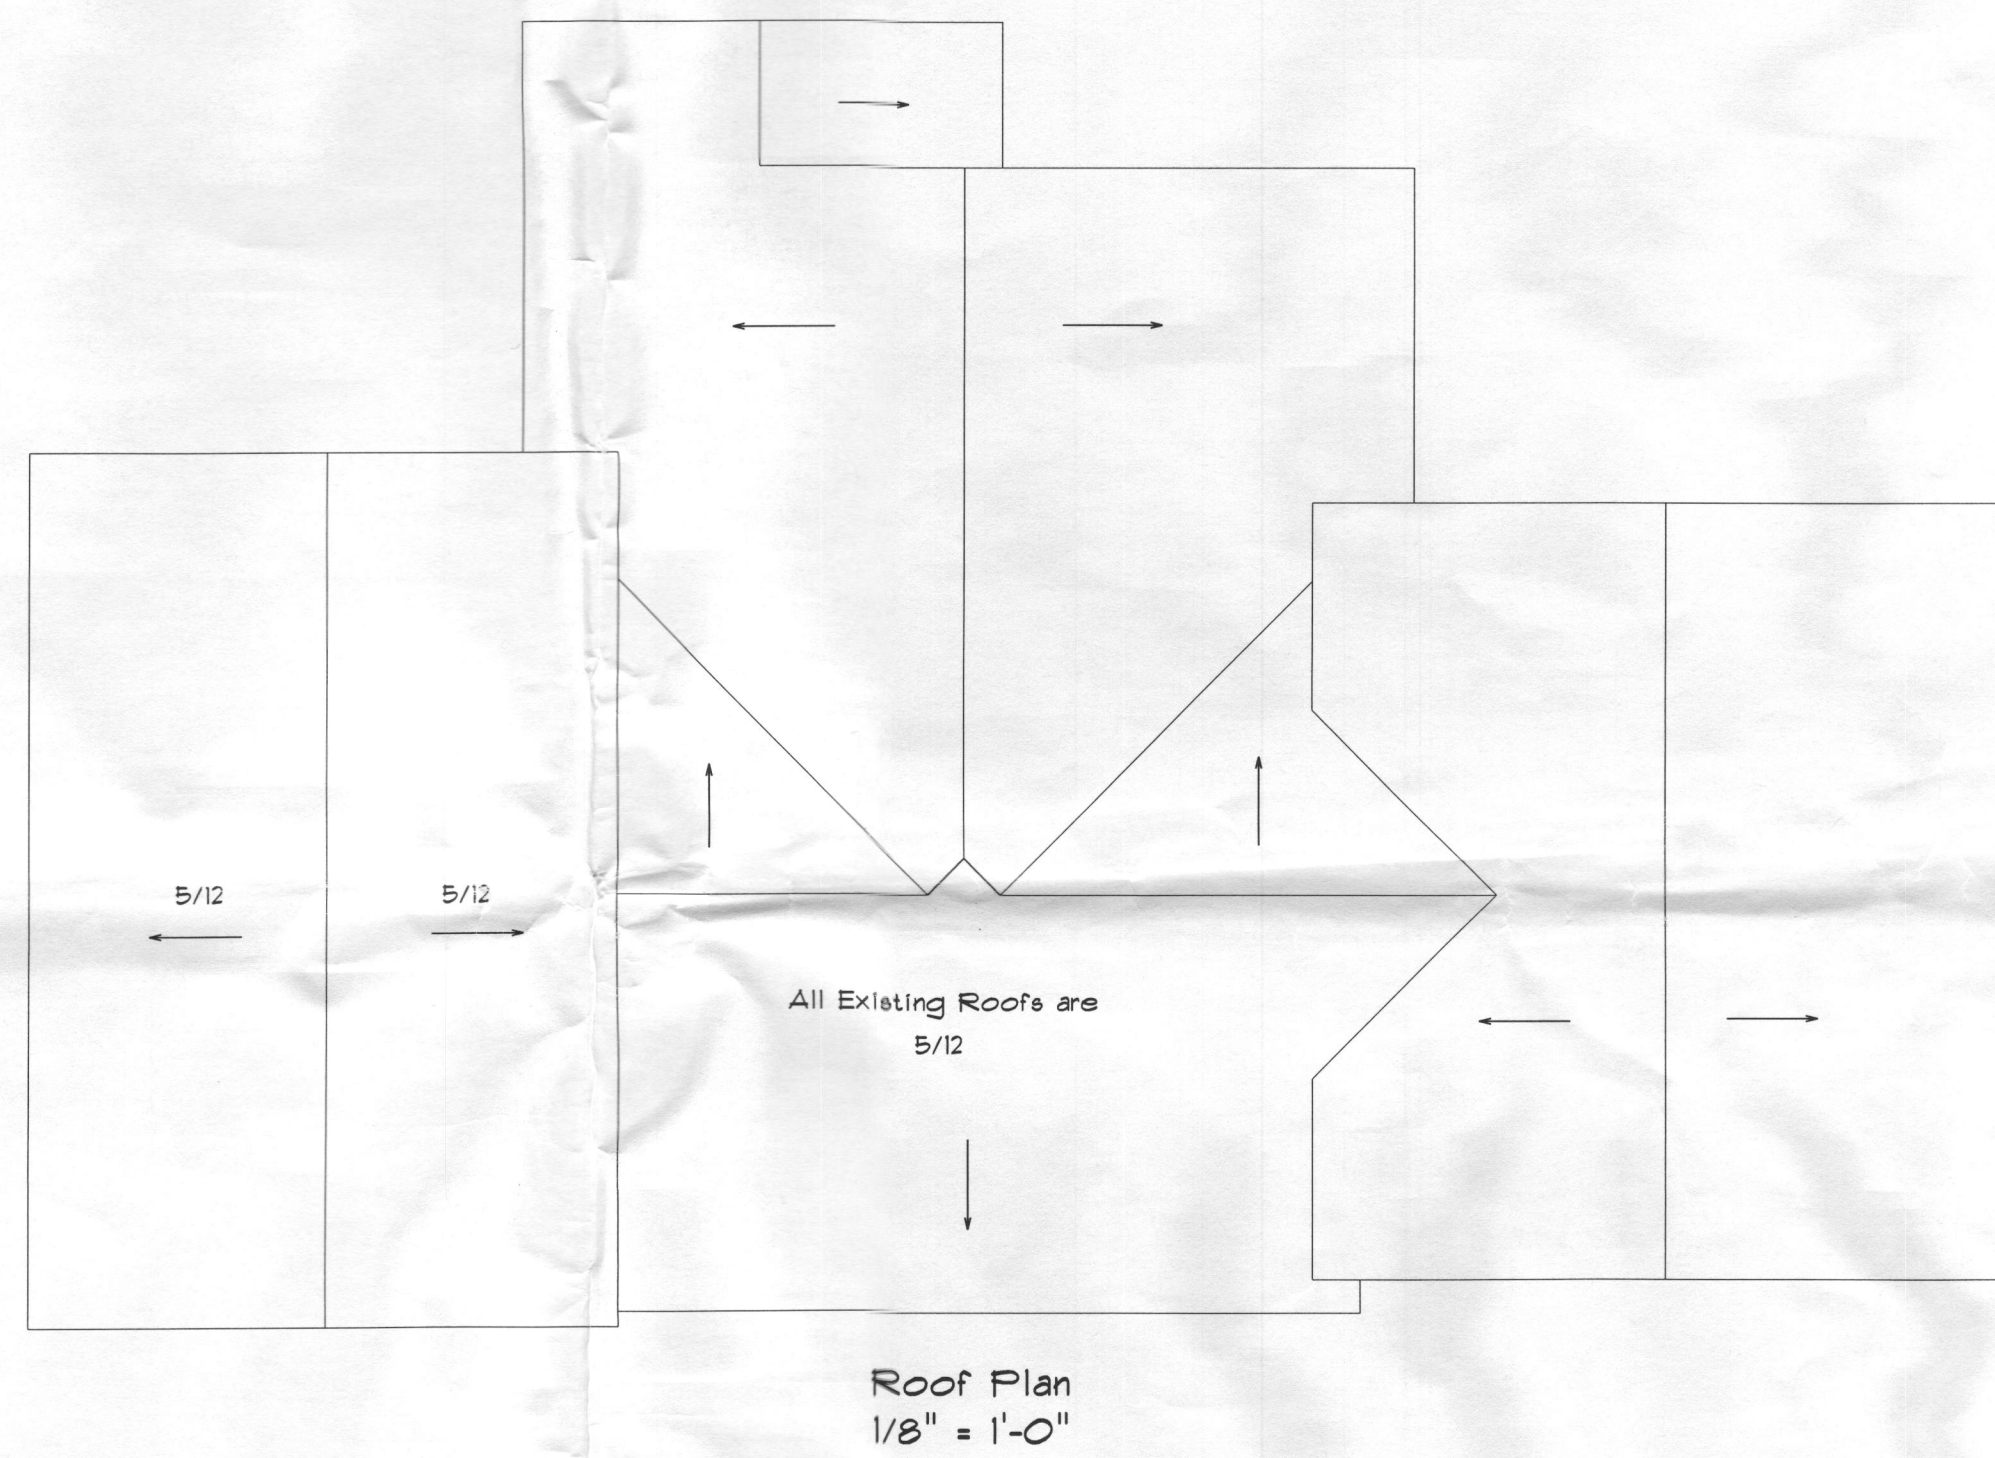 5/12
5/12
All Existing Roofs are
5/12
Roof Plan
1/8" = 1'-0"